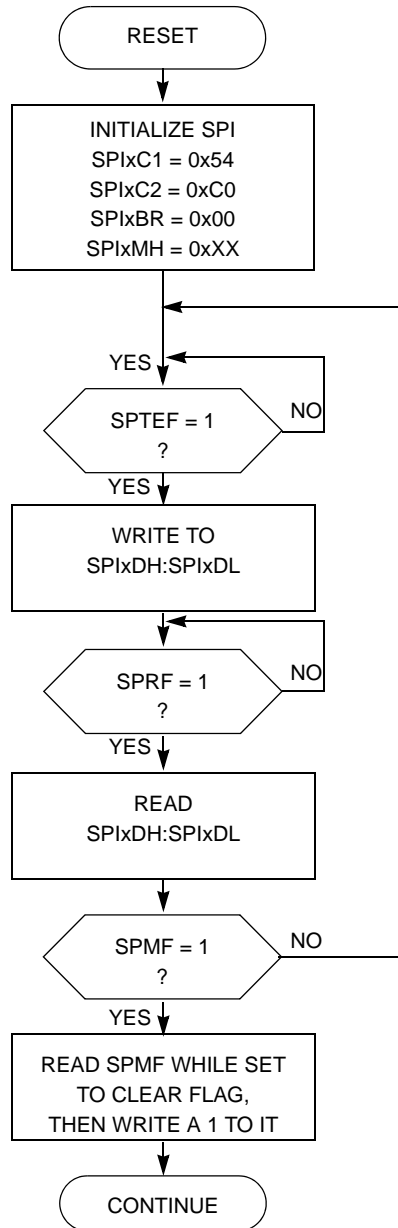 RESET
INITIALIZE SPI
SPIxC1 = 0x54
SPIxC2 = 0xC0
SPIxBR = 0x00
SPIxMH = 0xXX
YES
SPTEF = 1
?
NO
YES
WRITE TO
SPIxDH:SPIxDL
SPRF = 1
?
NO
YES
READ
SPIxDH:SPIxDL
SPMF = 1
?
NO
YES
READ SPMF WHILE SET
TO CLEAR FLAG,
THEN WRITE A 1 TO IT
CONTINUE